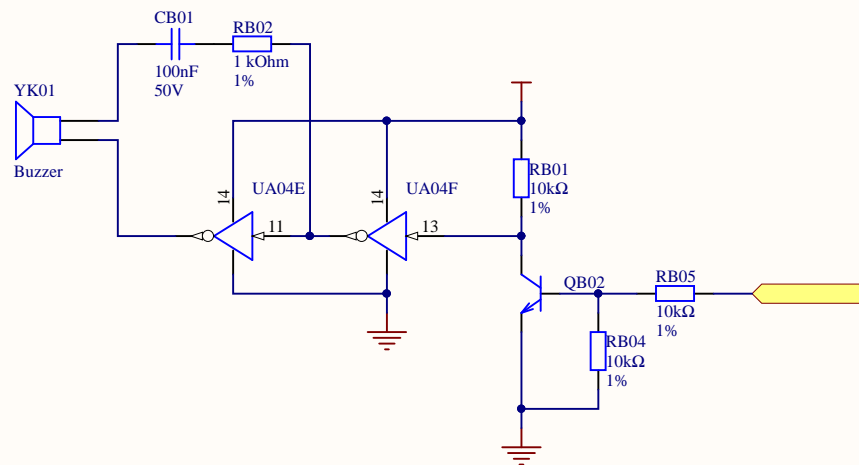 CB01
RB02
100nF
50V
1 kOhm
1%
YK01
Buzzer
UA04E
14
11
UA04F
14
13
RB01
10kΩ
1%
QB02
RB05
10kΩ
1%
RB04
10kΩ
1%